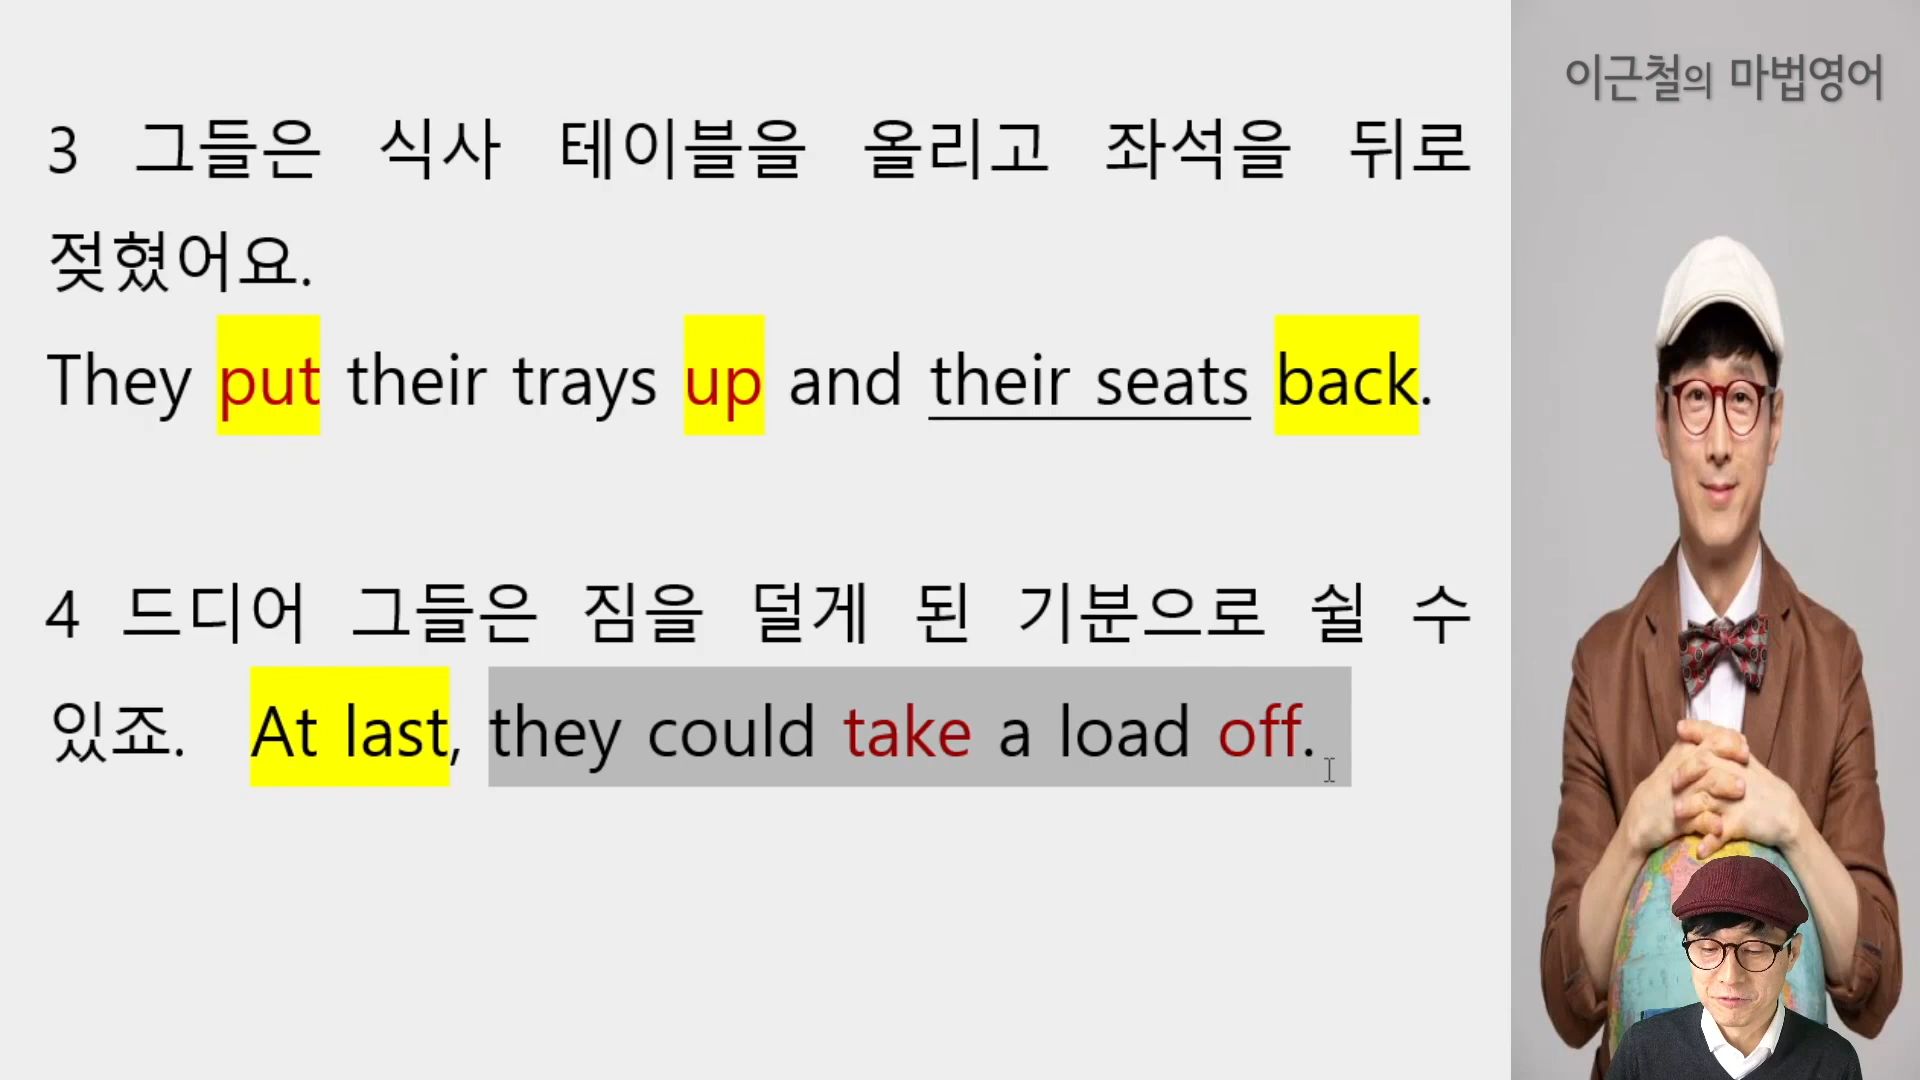 이근철의 마법영어
3 그들은 식사 테이블을 올리고 좌석을 뒤로
젖혔어요.
They put their trays up and their seats back.
4 드디어 그들은 짐을 덜게 된 기분으로 쉴 수
있죠. At last, they could take a load off.